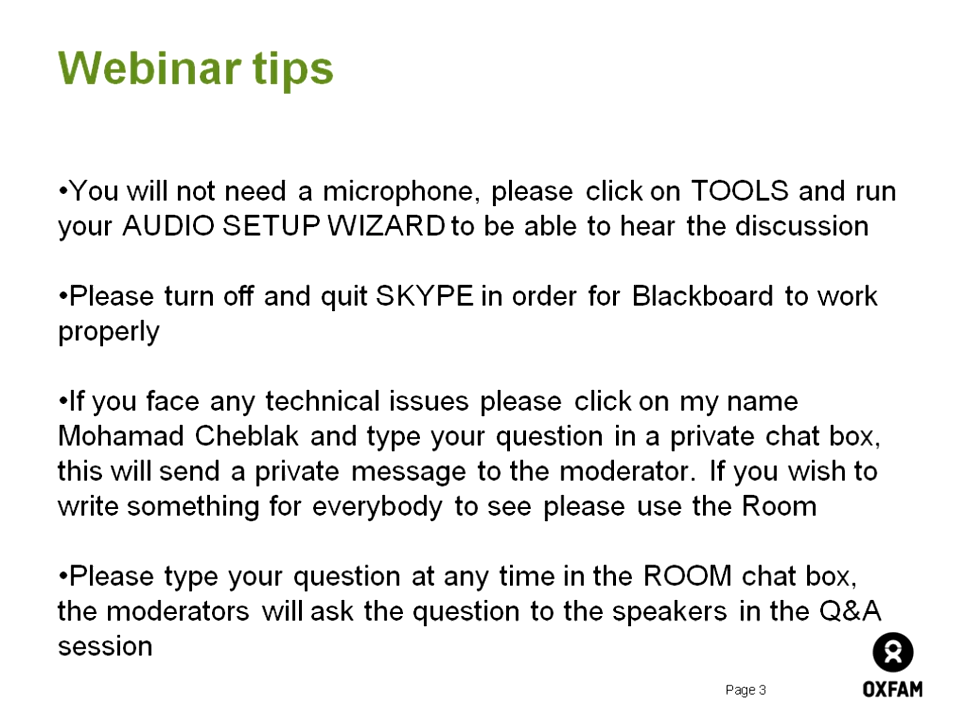 Webinar tips
•You will not need a microphone, please click on TOOLS and run
your AUDIO SETUP WIZARD to be able to hear the discussion
•Please turn off and quit SKYPE in order for Blackboard to work
properly
•If you face any technical issues please click on my name
Mohamad Cheblak and type your question in a private chat box,
this will send a private message to the moderator. If you wish to
write something for everybody to see please use the Room
•Please type your question at any time in the ROOM chat box,
the moderators will ask the question to the speakers in the Q&A
session
Page 3
OXFAM